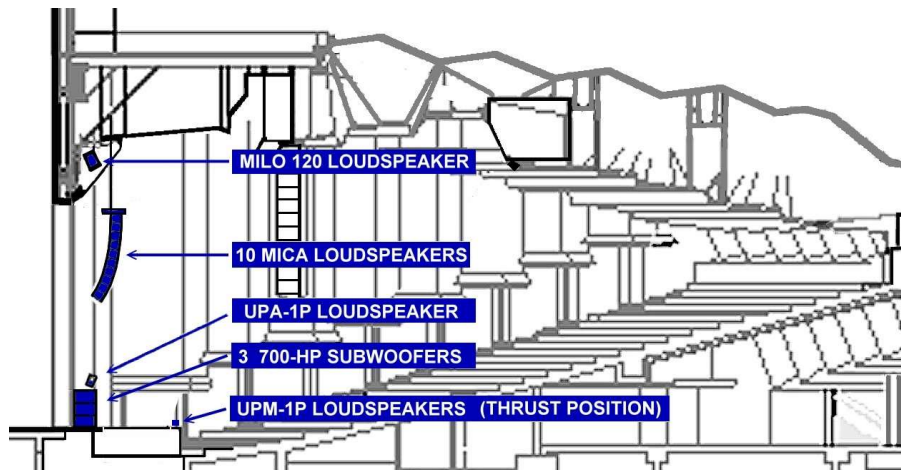 MILO 120 LOUDSPEAKER
10 MICA LOUDSPEAKERS
UPA-1P LOUDSPEAKER
3 700-HP SUBWOOFERS
UPM-1P LOUDSPEAKERS (THRUST POSITION)